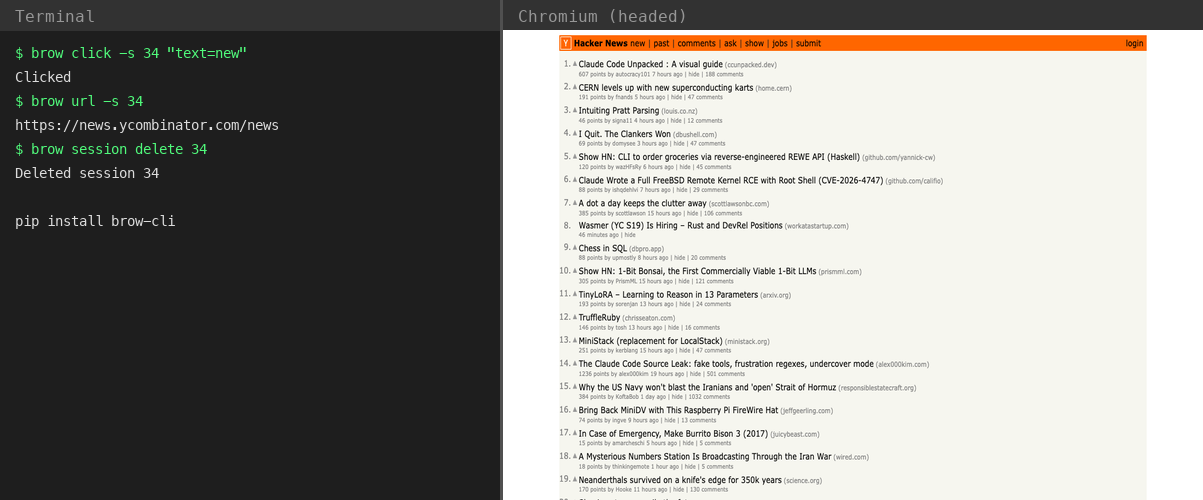 Terminal
$ brow click -s 34 "text=new"
Clicked
$ brow url -s 34
https://news.ycombinator.com/news
$ brow session delete 34
Deleted session 34
pip install brow-cli
Chromium (headed)
Y Hacker News new | past | comments | ask | show | jobs | submit login
1. Claude Code Unpacked : A visual guide (ccunpacked.dev)
607 points by autocracy101 7 hours ago | hide | 188 comments
2. CERN levels up with new superconducting karts (home.cern)
191 points by fnands 5 hours ago | hide | 47 comments
3. Intuiting Pratt Parsing (louis.co.nz)
46 points by signa11 4 hours ago | hide | 12 comments
4. I Quit. The Clankers Won (dbushell.com)
69 points by domysee 3 hours ago | hide | 47 comments
5. Show HN: CLI to order groceries via reverse-engineered REWE API (Haskell) (github.com/yannick-cw)
120 points by wazHFsRy 6 hours ago | hide | 45 comments
6. Claude Wrote a Full FreeBSD Remote Kernel RCE with Root Shell (CVE-2026-4747) (github.com/califio)
88 points by ishqdehlvi 7 hours ago | hide | 29 comments
7. A dot a day keeps the clutter away (scottlawsonbc.com)
385 points by scottlawson 15 hours ago | hide | 106 comments
8. Wasmer (YC S19) Is Hiring – Rust and DevRel Positions (workatastartup.com)
46 minutes ago | hide
9. Chess in SQL (dbpro.app)
88 points by upmostly 8 hours ago | hide | 20 comments
10. Show HN: 1-Bit Bonsai, the First Commercially Viable 1-Bit LLMs (prismml.com)
305 points by PrismML 15 hours ago | hide | 121 comments
11. TinyLoRA – Learning to Reason in 13 Parameters (arxiv.org)
193 points by sorenjan 13 hours ago | hide | 24 comments
12. TruffleRuby (chrisseaton.com)
146 points by tosh 13 hours ago | hide | 16 comments
13. MiniStack (replacement for LocalStack) (ministack.org)
251 points by kerblang 15 hours ago | hide | 47 comments
14. The Claude Code Source Leak: fake tools, frustration regexes, undercover mode (alex000kim.com)
1236 points by alex000kim 19 hours ago | hide | 501 comments
15. Why the US Navy won't blast the Iranians and 'open' Strait of Hormuz (responsiblestatecraft.org)
384 points by KoftaBob 1 day ago | hide | 1032 comments
16. Bring Back MiniDV with This Raspberry Pi FireWire Hat (jeffgeerling.com)
74 points by ingve 9 hours ago | hide | 13 comments
17. In Case of Emergency, Make Burrito Bison 3 (2017) (juicybeast.com)
15 points by amarcheschi 5 hours ago | hide | 5 comments
18. A Mysterious Numbers Station Is Broadcasting Through the Iran War (wired.com)
18 points by thinkingemote 1 hour ago | hide | 5 comments
19. Neanderthals survived on a knife's edge for 350k years (science.org)
170 points by Hooke 11 hours ago | hide | 130 comments